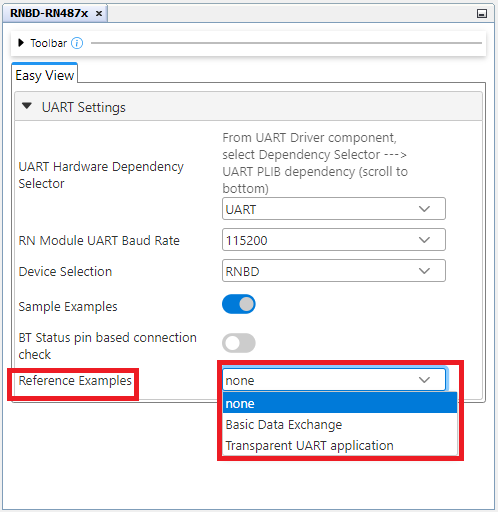 RNBD-RN487x ×
Toolbar
Easy View
UART Settings
From UART Driver component,
select Dependency Selector --->
UART PLIB dependency (scroll to
bottom)
UART Hardware Dependency
Selector
UART
RN Module UART Baud Rate
115200
Device Selection
RNBD
Sample Examples
BT Status pin based connection
check
Reference Examples
none
none
Basic Data Exchange
Transparent UART application